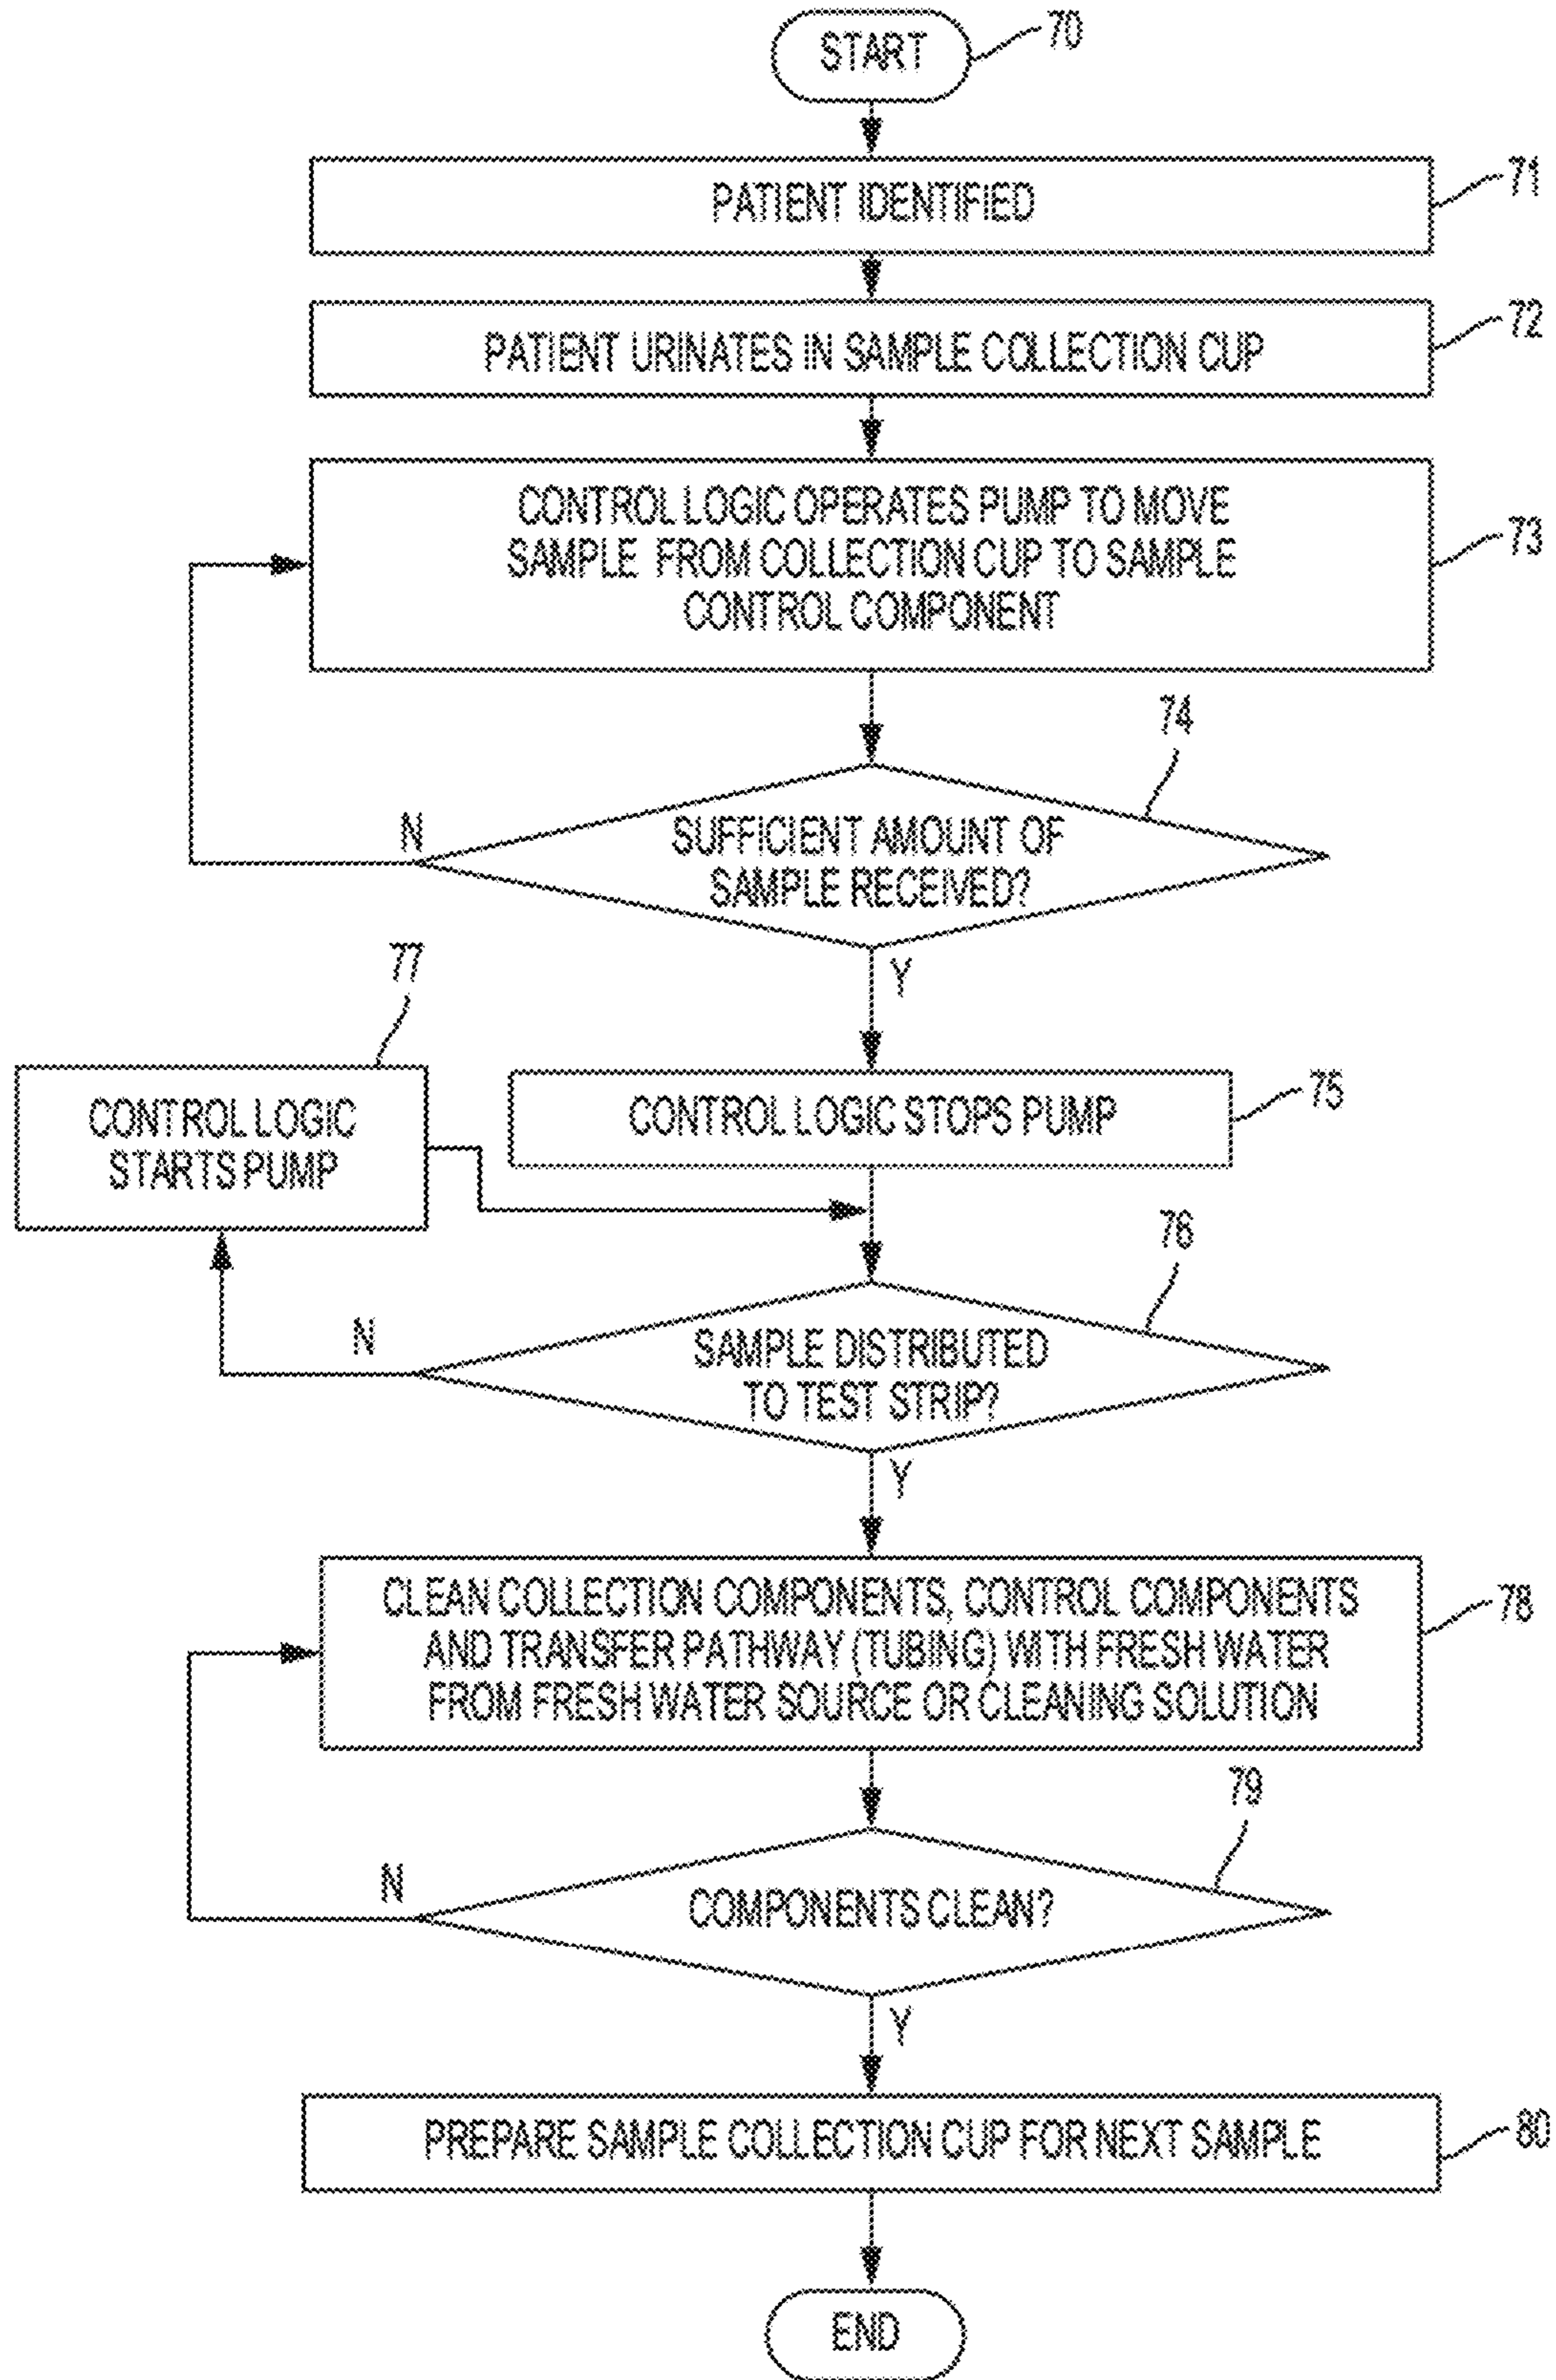 START
70
PATIENT IDENTIFIED
71
PATIENT URINATES IN SAMPLE COLLECTION CUP
72
CONTROL LOGIC OPERATES PUMP TO MOVE
SAMPLE FROM COLLECTION CUP TO SAMPLE
CONTROL COMPONENT
73
74
N
SUFFICIENT AMOUNT OF
SAMPLE RECEIVED?
Y
77
CONTROL LOGIC
STARTS PUMP
CONTROL LOGIC STOPS PUMP
75
76
N
SAMPLE DISTRIBUTED
TO TEST STRIP?
Y
CLEAN COLLECTION COMPONENTS, CONTROL COMPONENTS
AND TRANSFER PATHWAY (TUBING) WITH FRESH WATER
FROM FRESH WATER SOURCE OR CLEANING SOLUTION
78
79
N
COMPONENTS CLEAN?
Y
PREPARE SAMPLE COLLECTION CUP FOR NEXT SAMPLE
80
END